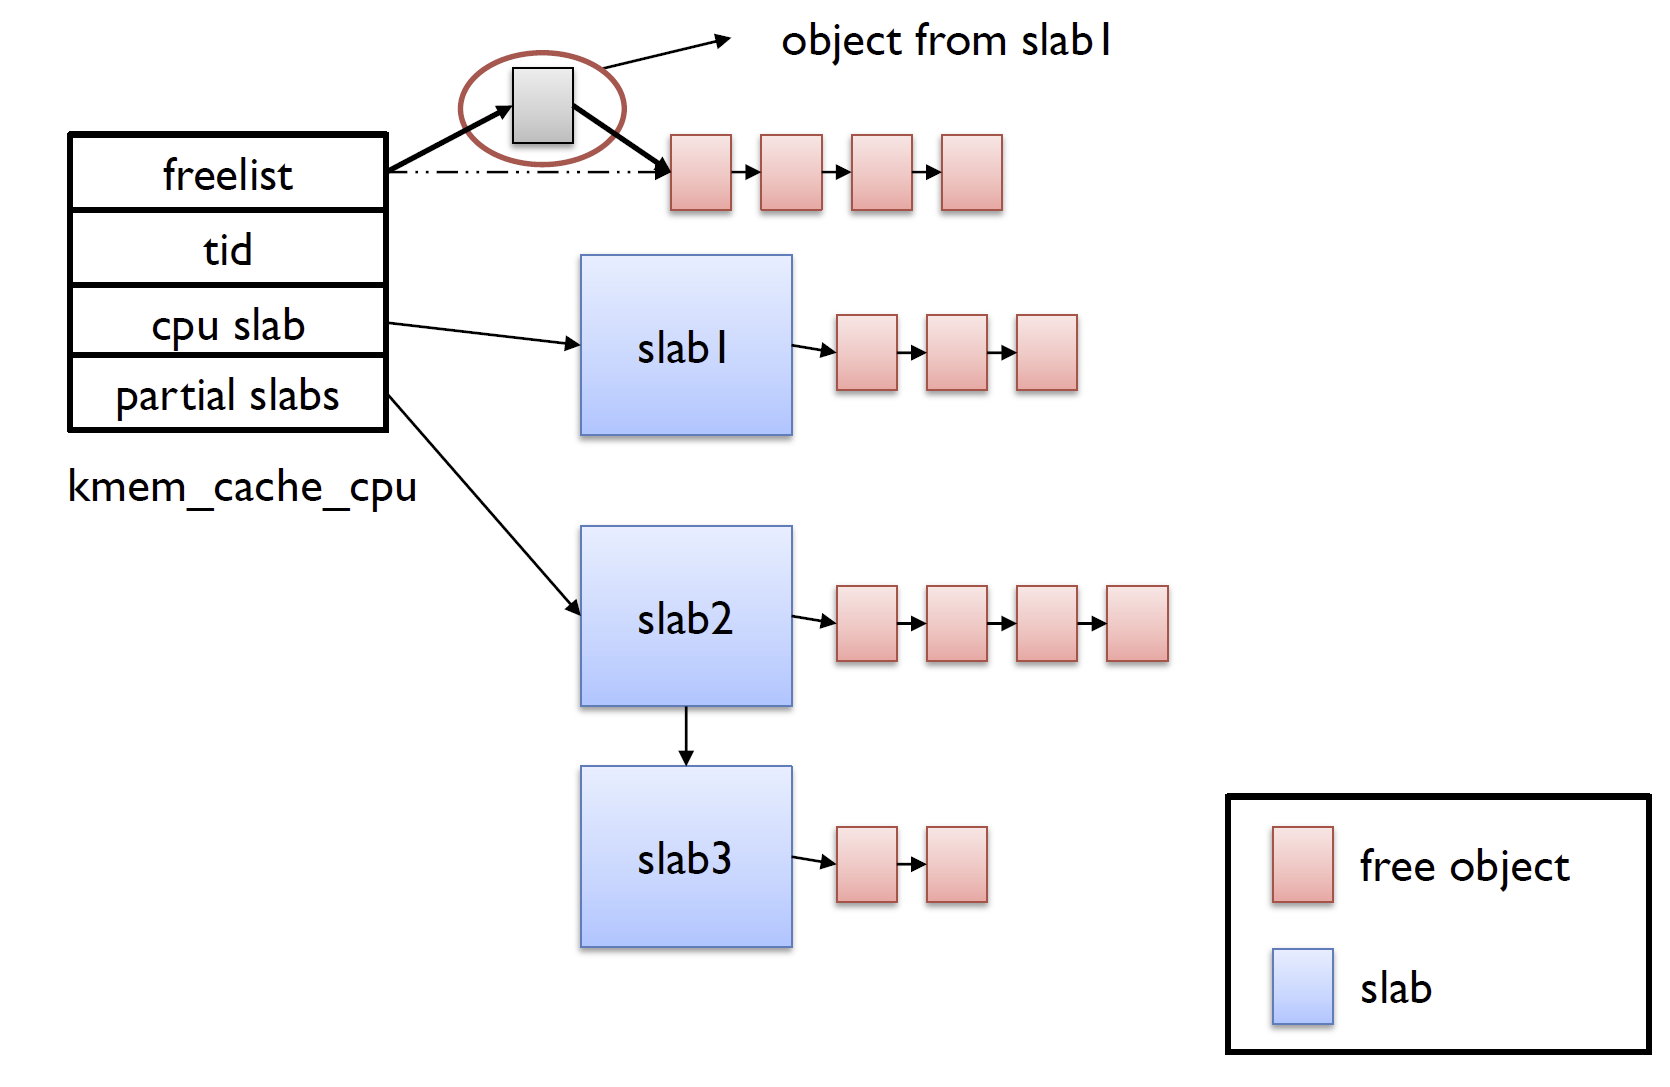 object from slab1
freelist
tid
cpu slab
partial slabs
kmem_cache_cpu
slab1
slab2
slab3
free object
slab